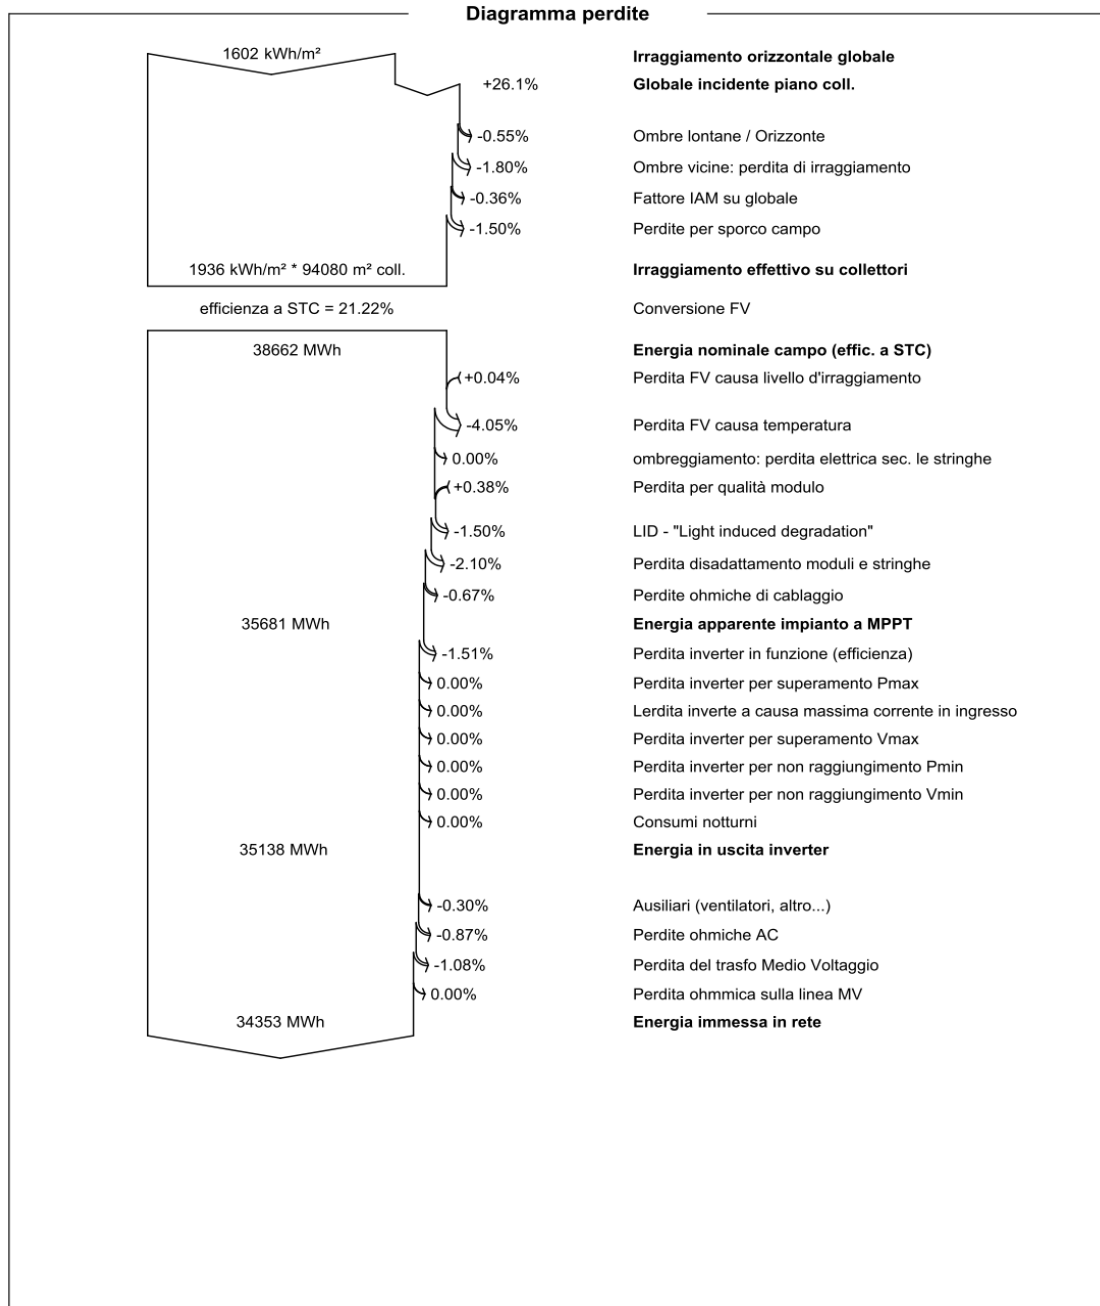 Diagramma perdite
1602 kWh/m² Irraggiamento orizzontale globale
+26.1% Globale incidente piano coll.
-0.55% Ombre lontane / Orizzonte
-1.80% Ombre vicine: perdita di irraggiamento
-0.36% Fattore IAM su globale
-1.50% Perdite per sporco campo
1936 kWh/m² * 94080 m² coll. Irraggiamento effettivo su collettori
efficienza a STC = 21.22% Conversione FV
38662 MWh Energia nominale campo (effic. a STC)
+0.04% Perdita FV causa livello d'irraggiamento
-4.05% Perdita FV causa temperatura
0.00% ombreggiamento: perdita elettrica sec. le stringhe
+0.38% Perdita per qualità modulo
-1.50% LID - "Light induced degradation"
-2.10% Perdita disadattamento moduli e stringhe
-0.67% Perdite ohmiche di cablaggio
35681 MWh Energia apparente impianto a MPPT
-1.51% Perdita inverter in funzione (efficienza)
0.00% Perdita inverter per superamento Pmax
0.00% Lerdita inverte a causa massima corrente in ingresso
0.00% Perdita inverter per superamento Vmax
0.00% Perdita inverter per non raggiungimento Pmin
0.00% Perdita inverter per non raggiungimento Vmin
0.00% Consumi notturni
35138 MWh Energia in uscita inverter
-0.30% Ausiliari (ventilatori, altro...)
-0.87% Perdite ohmiche AC
-1.08% Perdita del trasfo Medio Voltaggio
0.00% Perdita ohmmica sulla linea MV
34353 MWh Energia immessa in rete